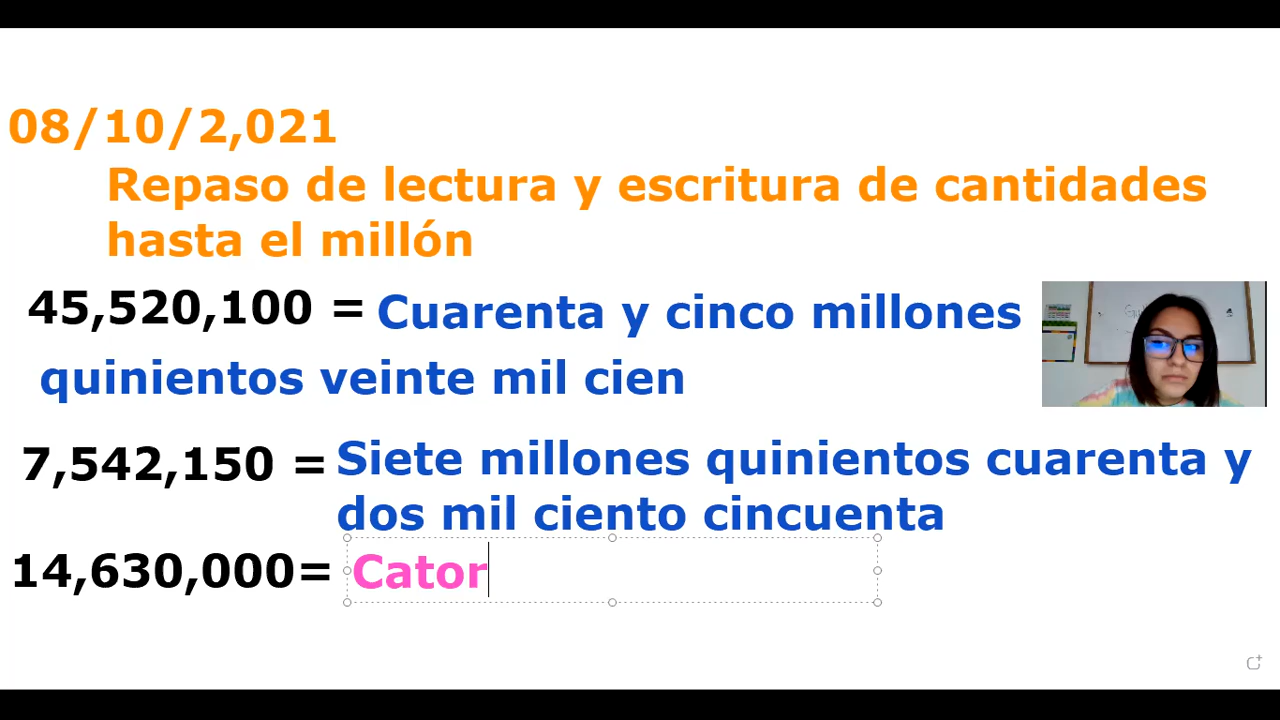 08/10/2,021
Repaso de lectura y escritura de cantidades
hasta el millón
45,520,100 = Cuarenta y cinco millones
quinientos veinte mil cien
7,542,150 = Siete millones quinientos cuarenta y
dos mil ciento cincuenta
14,630,000= Cator